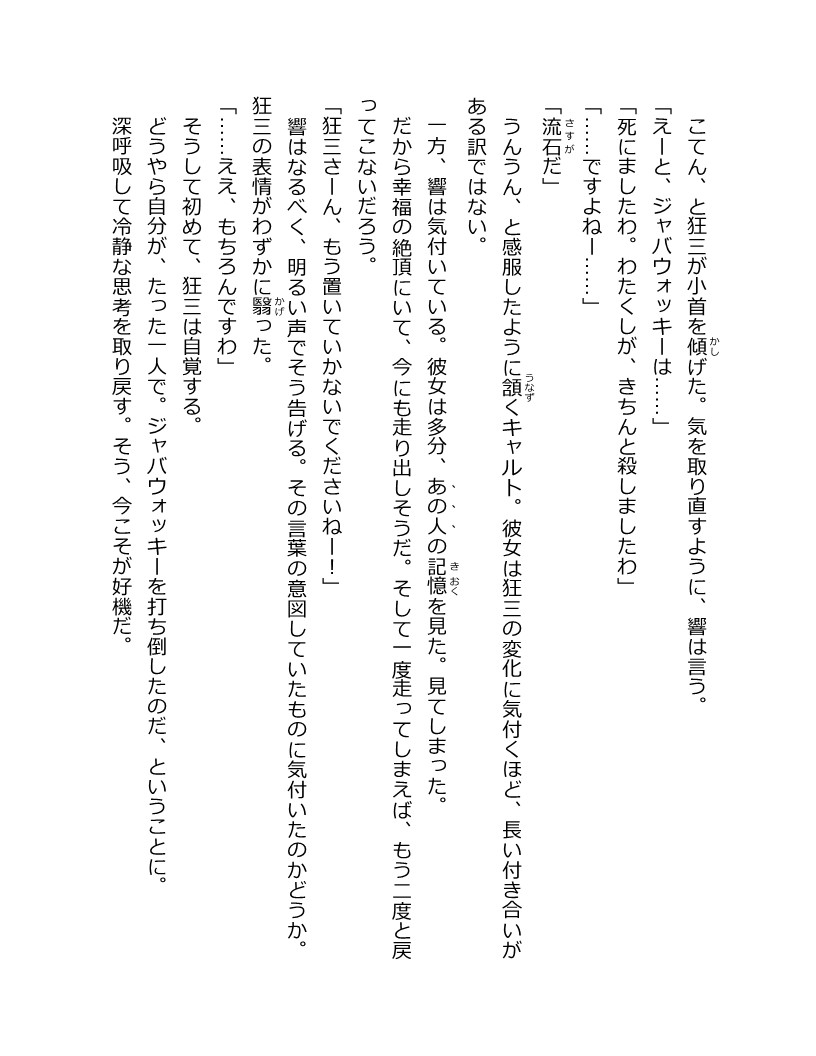 こてん、と狂三が小首を傾げた。気を取り直すように、響は言う。
「えーと、ジャバウォッキーは……」
「死にましたわ。わたくしが、きちんと殺しましたわ」
「……ですよねー……」
「流石だ」
うんうん、と感服したように頷くキャルト。彼女は狂三の変化に気付くほど、長い付き合いが
ある訳ではない。
一方、響は気付いている。彼女は多分、あの人の記憶を見た。見てしまった。
だから幸福の絶頂にいて、今にも走り出しそうだ。そして一度走ってしまえば、もう二度と戻
ってこないだろう。
「狂三さーん、もう置いていかないでくださいねー！」
響はなるべく、明るい声でそう告げる。その言葉の意図していたものに気付いたのかどうか。
狂三の表情がわずかに翳った。
「……ええ、もちろんですわ」
そうして初めて、狂三は自覚する。
どうやら自分が、たった一人で。ジャバウォッキーを打ち倒したのだ、ということに。
深呼吸して冷静な思考を取り戻す。そう、今こそが好機だ。